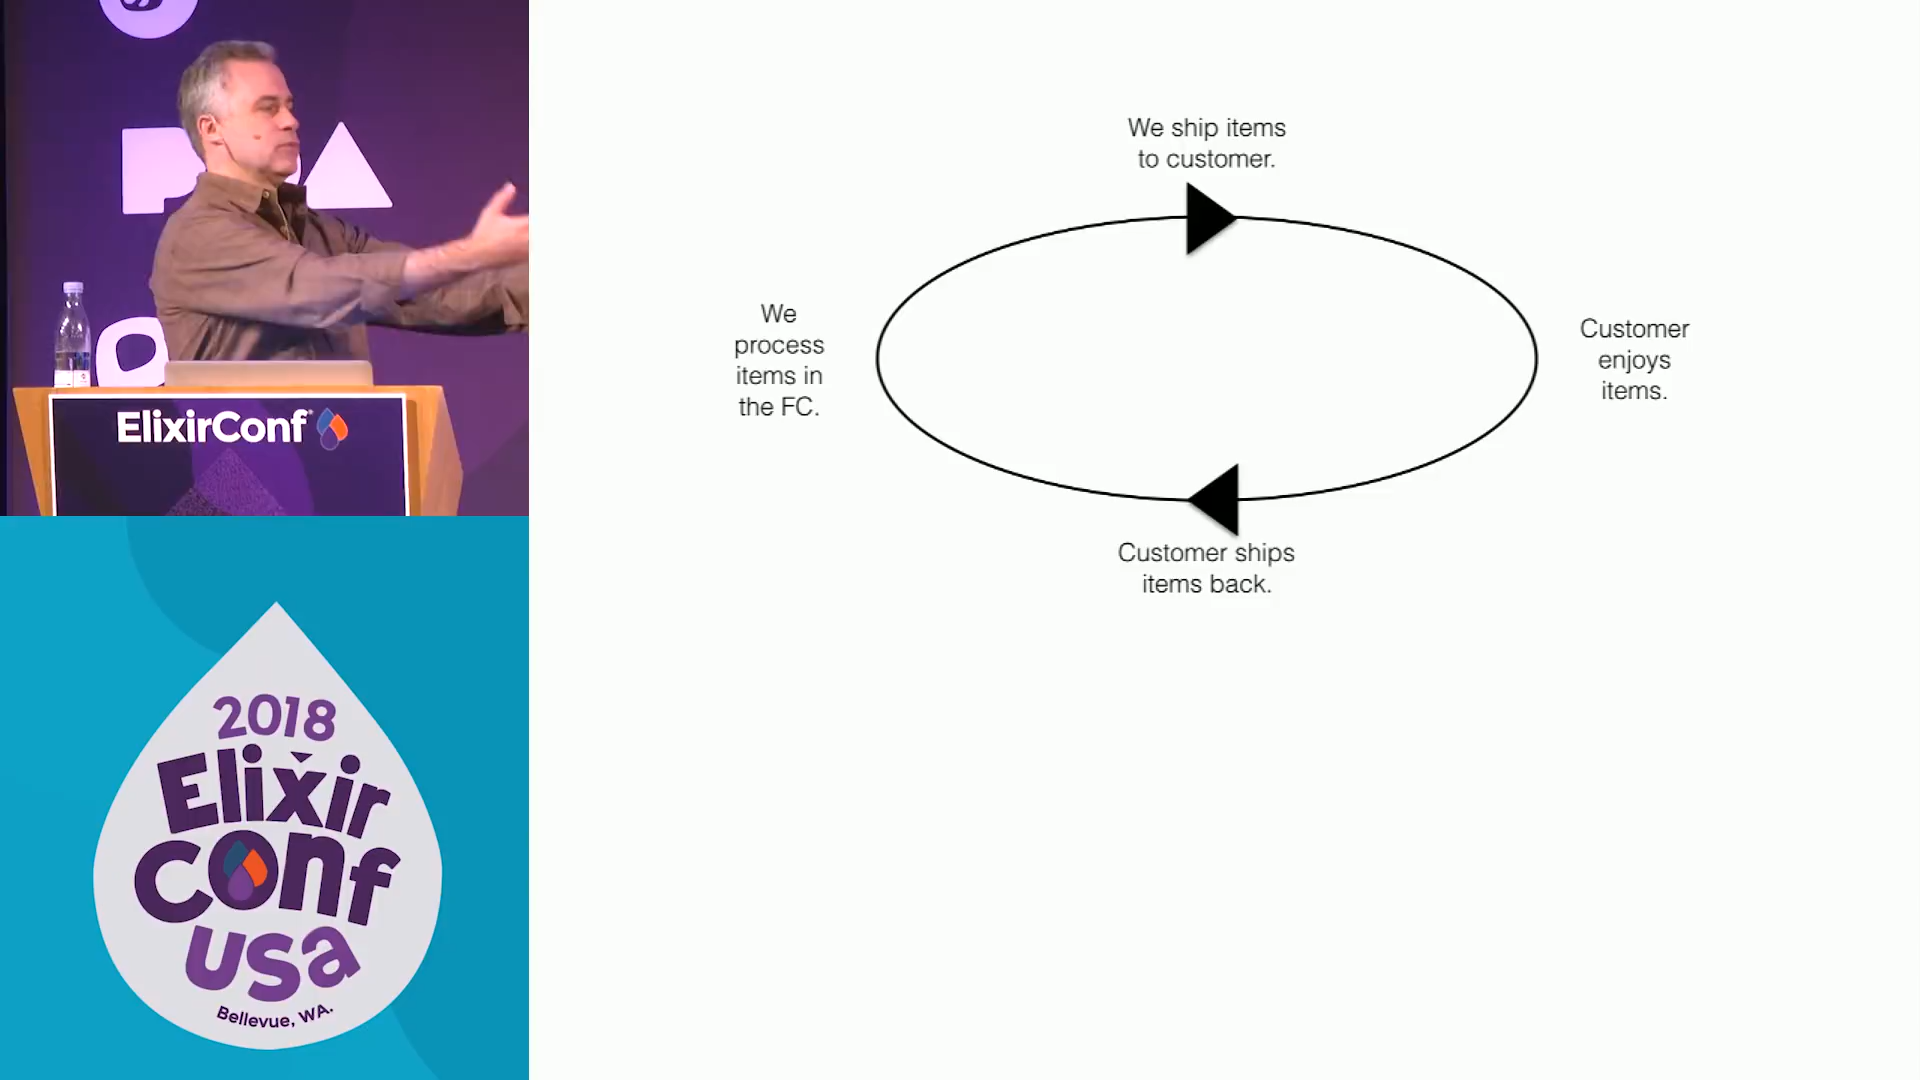 ElixirConf
2018
Elixir
Conf
USA
Bellevue, WA.
We ship items
to customer.
We
process
items in
the FC.
Customer
enjoys
items.
Customer ships
items back.